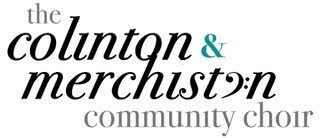 the
colinton &
merchiston
community choir